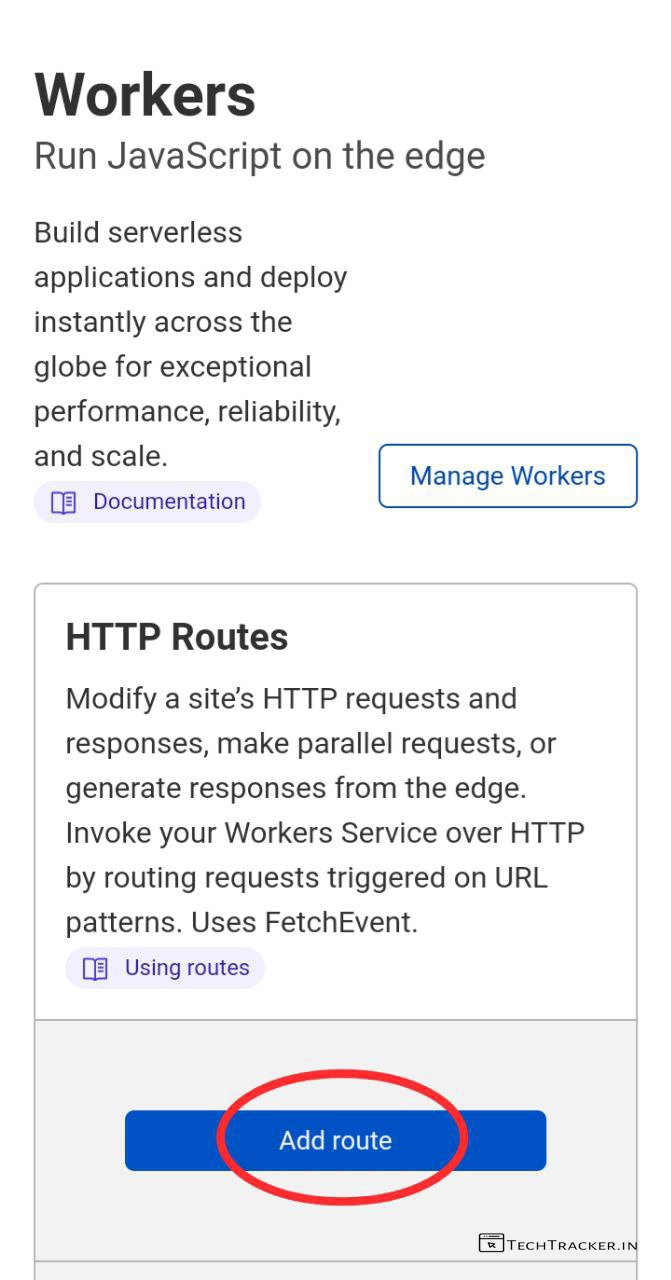 Workers
Run JavaScript on the edge
Build serverless
applications and deploy
instantly across the
globe for exceptional
performance, reliability,
and scale.
Documentation
Manage Workers
HTTP Routes
Modify a site’s HTTP requests and
responses, make parallel requests, or
generate responses from the edge.
Invoke your Workers Service over HTTP
by routing requests triggered on URL
patterns. Uses FetchEvent.
Using routes
Add route
TECHTRACKER.IN